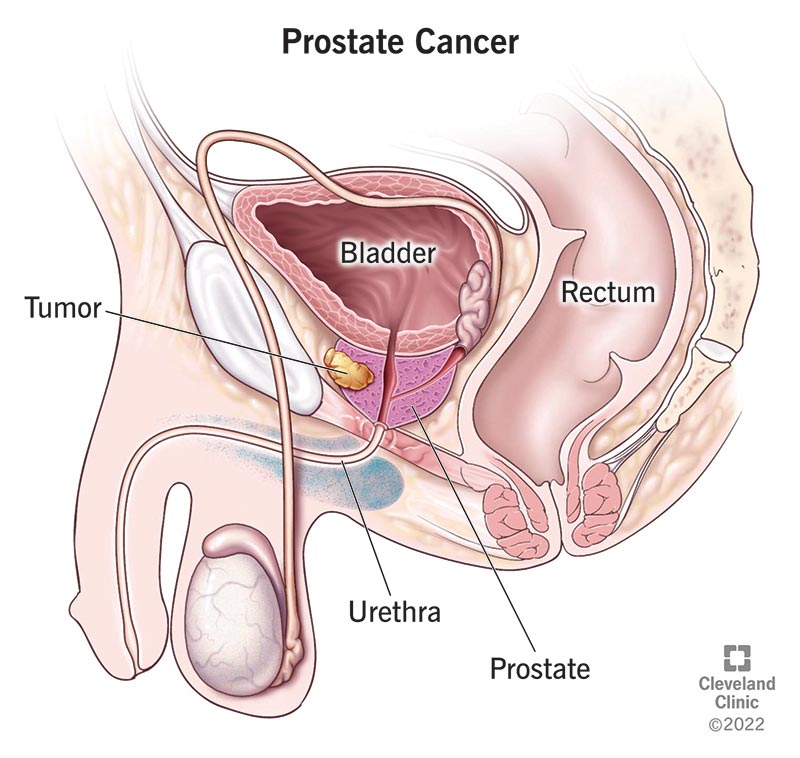 Prostate Cancer
Bladder
Rectum
Tumor
Urethra
Prostate
Cleveland
Clinic
©2022